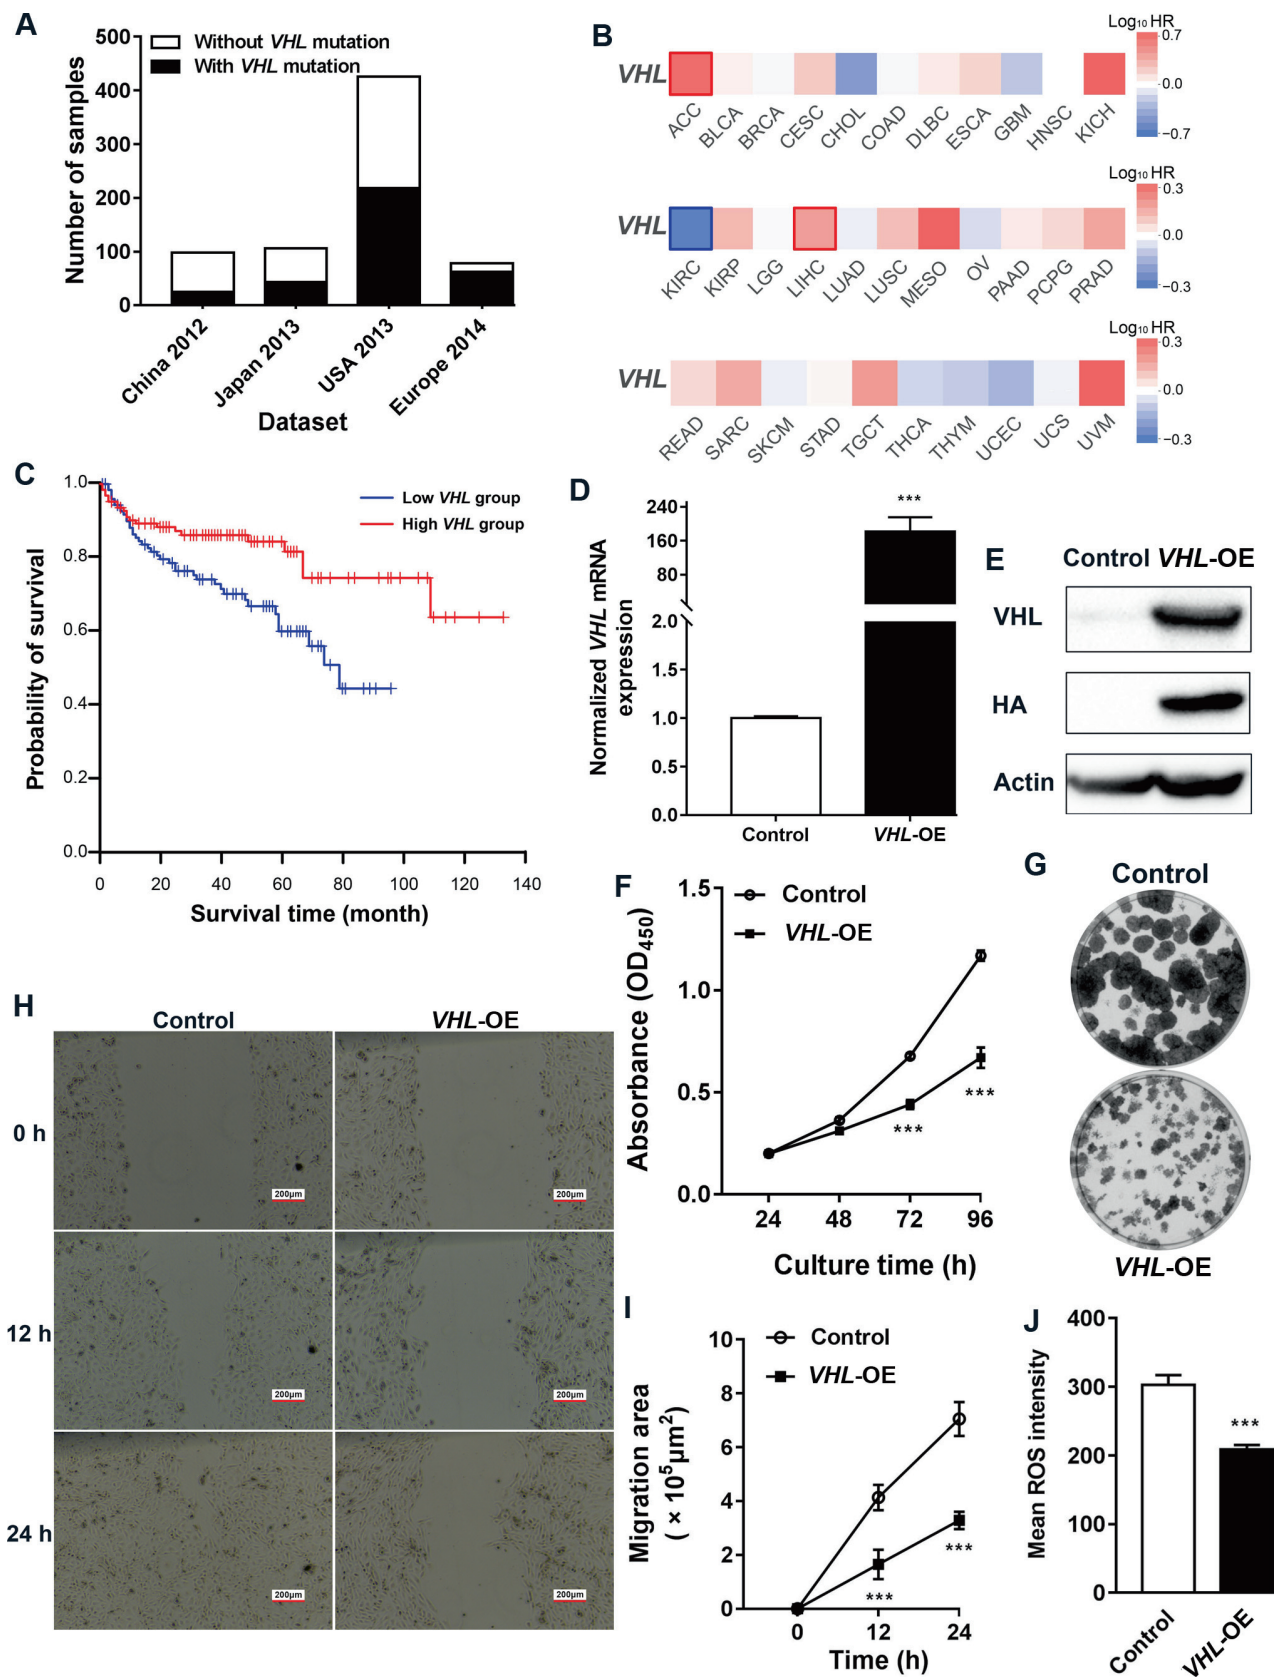 A
Number of samples
500
400
300
200
100
0
Without VHL mutation
With VHL mutation
China 2012
Japan 2013
USA 2013
Europe 2014
Dataset
B
Log₁₀ HR
0.7
0.0
−0.7
VHL
ACC
BLCA
BRCA
CESC
CHOL
COAD
DLBC
ESCA
GBM
HNSC
KICH
Log₁₀ HR
0.3
0.0
−0.3
VHL
KIRC
KIRP
LGG
LIHC
LUAD
LUSC
MESO
OV
PAAD
PCPG
PRAD
Log₁₀ HR
0.3
0.0
−0.3
VHL
READ
SARC
SKCM
STAD
TGCT
THCA
THYM
UCEC
UCS
UVM
C
Probability of survival
1.0
0.8
0.6
0.4
0.2
0.0
Low VHL group
High VHL group
0 20 40 60 80 100 120 140
Survival time (month)
D
Normalized VHL mRNA
expression
240
160
80
2.0
1.5
1.0
0.5
0.0
***
Control VHL-OE
E
Control VHL-OE
VHL
HA
Actin
F
Absorbance (OD₄₅₀)
1.5
1.0
0.5
0.0
Control
VHL-OE
***
***
24 48 72 96
Culture time (h)
G
Control
VHL-OE
H
Control VHL-OE
0 h
200μm
200μm
12 h
200μm
200μm
24 h
200μm
200μm
I
Migration area
( × 10⁵μm²)
10
8
6
4
2
0
Control
VHL-OE
***
***
0 12 24
Time (h)
J
Mean ROS intensity
400
300
200
100
0
***
Control
VHL-OE